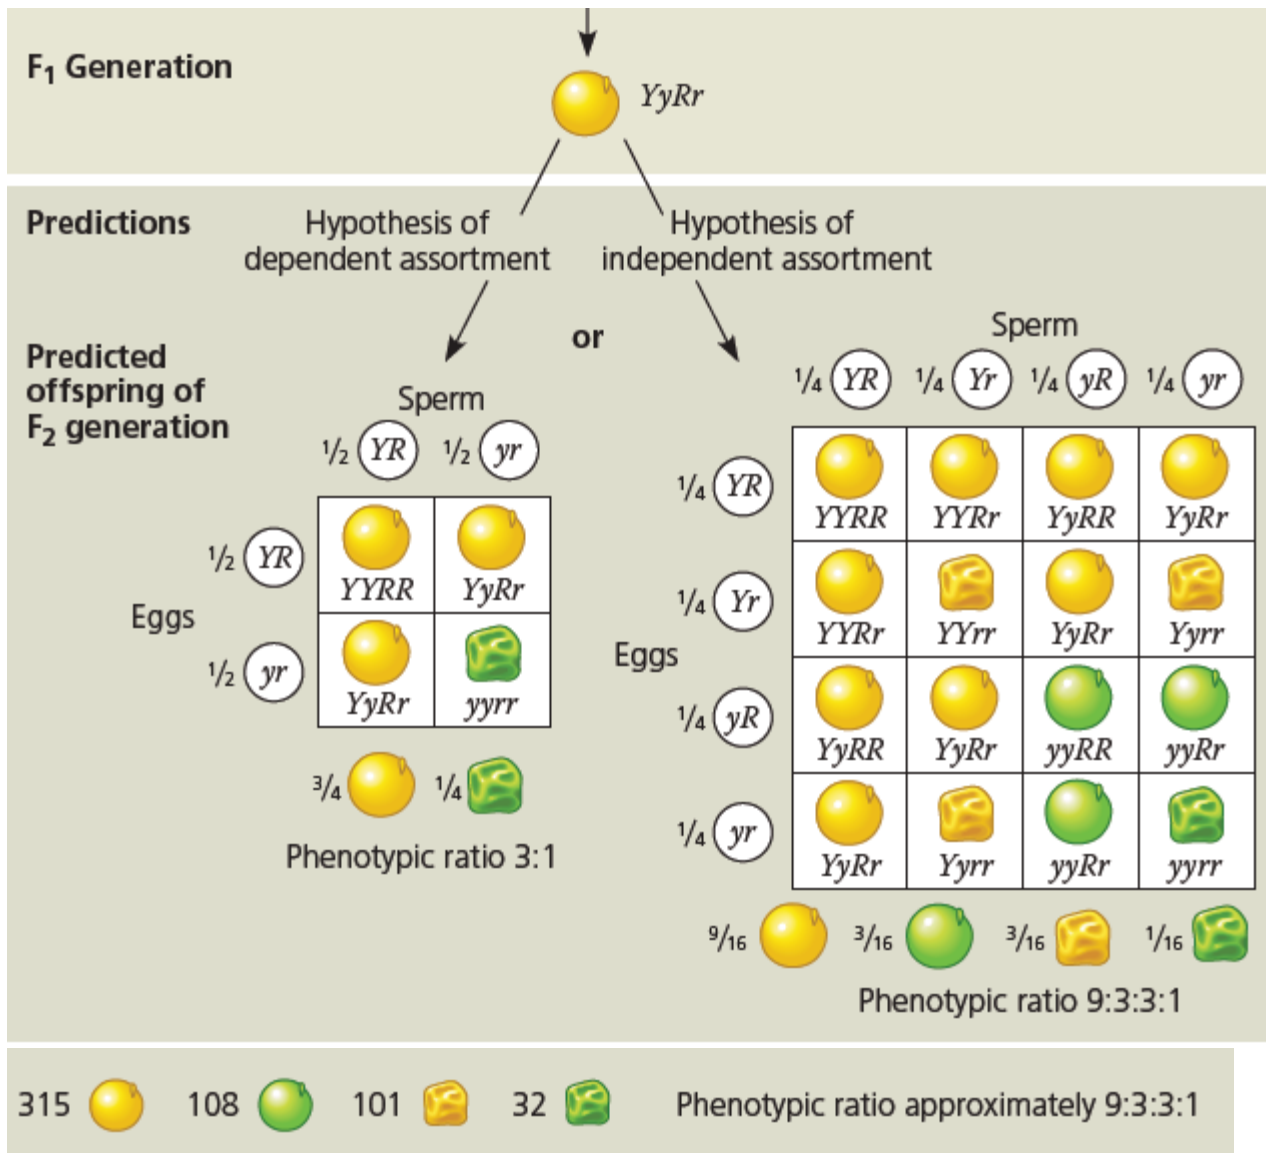 F₁ Generation
YyRr
Predictions
Hypothesis of
dependent assortment
Hypothesis of
independent assortment
or
Predicted
offspring of
F₂ generation
Sperm
1/2 YR 1/2 yr
1/2 YR
YYRR YyRr
Eggs
1/2 yr
YyRr yyrr
3/4 1/4
Phenotypic ratio 3:1
Sperm
1/4 YR 1/4 Yr 1/4 yR 1/4 yr
1/4 YR
YYRR YYRr YyRR YyRr
1/4 Yr
YYRr YYrr YyRr Yyrr
Eggs
1/4 yR
YyRR YyRr yyRR yyRr
1/4 yr
YyRr Yyrr yyRr yyrr
9/16 3/16 3/16 1/16
Phenotypic ratio 9:3:3:1
315 108 101 32 Phenotypic ratio approximately 9:3:3:1